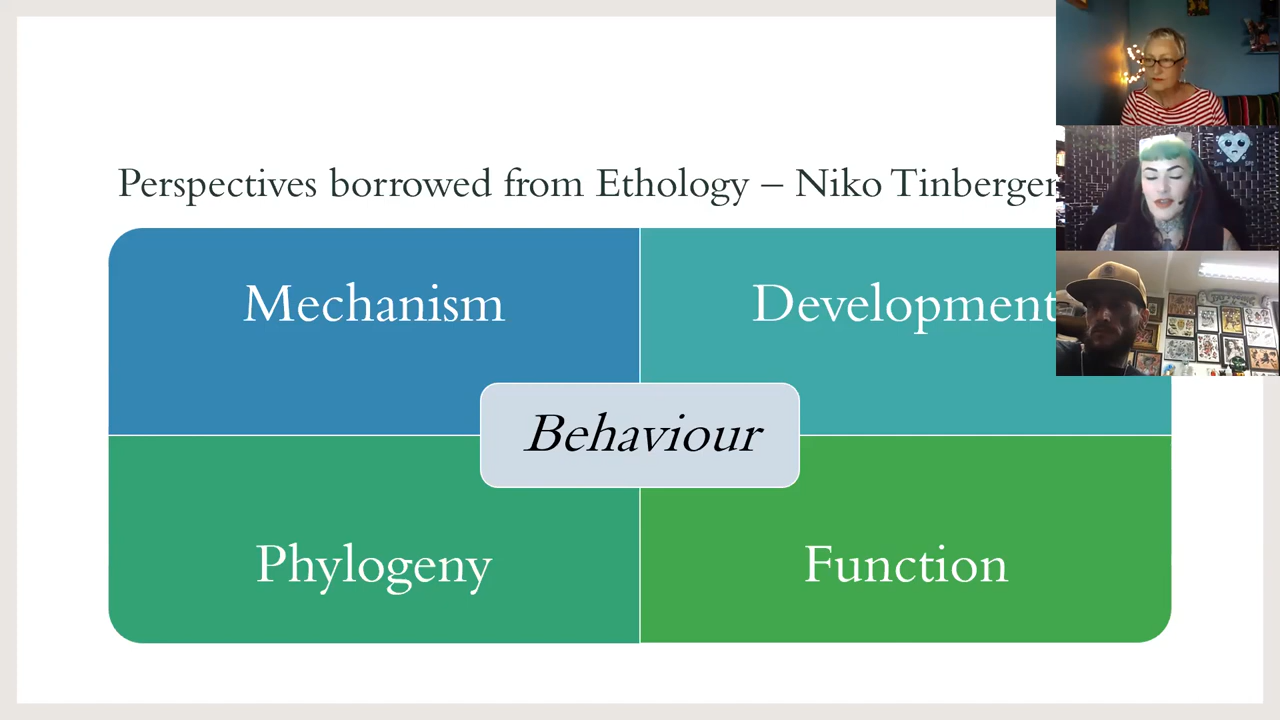 Perspectives borrowed from Ethology – Niko Tinbergen
Mechanism
Development
Behaviour
Phylogeny
Function